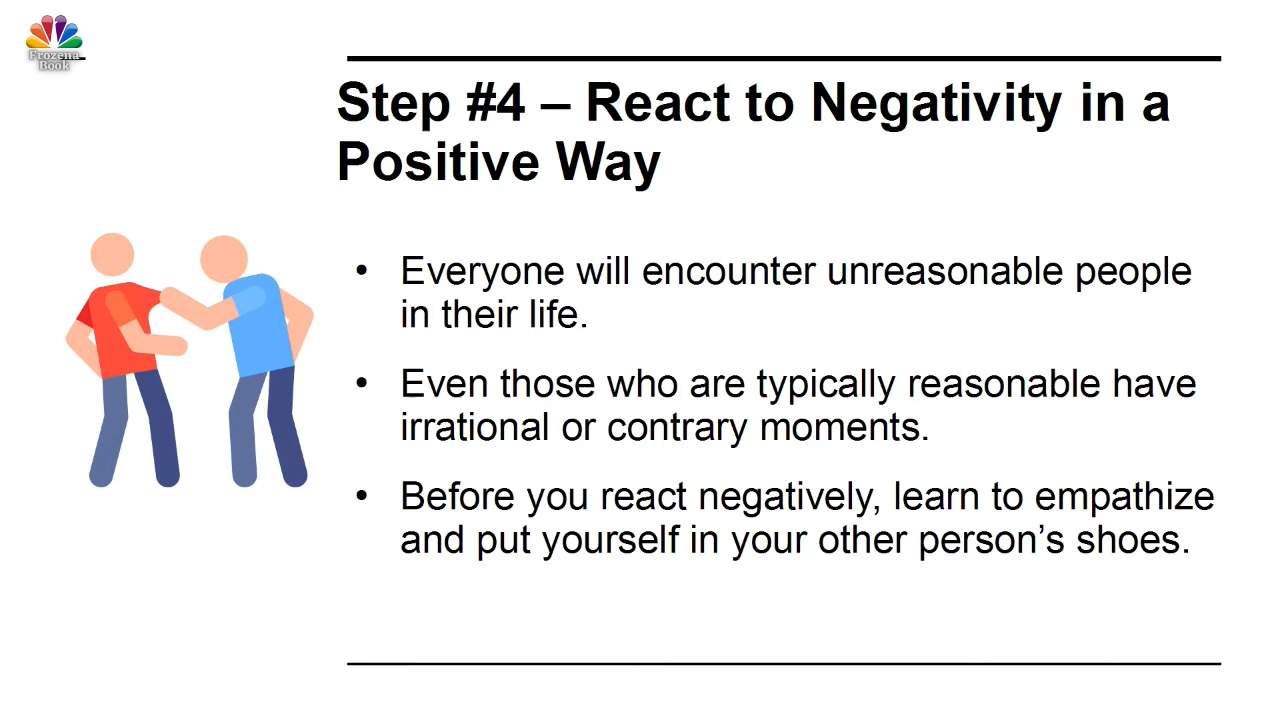 Frozena
Book
Step #4 – React to Negativity in a
Positive Way
• Everyone will encounter unreasonable people
in their life.
• Even those who are typically reasonable have
irrational or contrary moments.
• Before you react negatively, learn to empathize
and put yourself in your other person’s shoes.